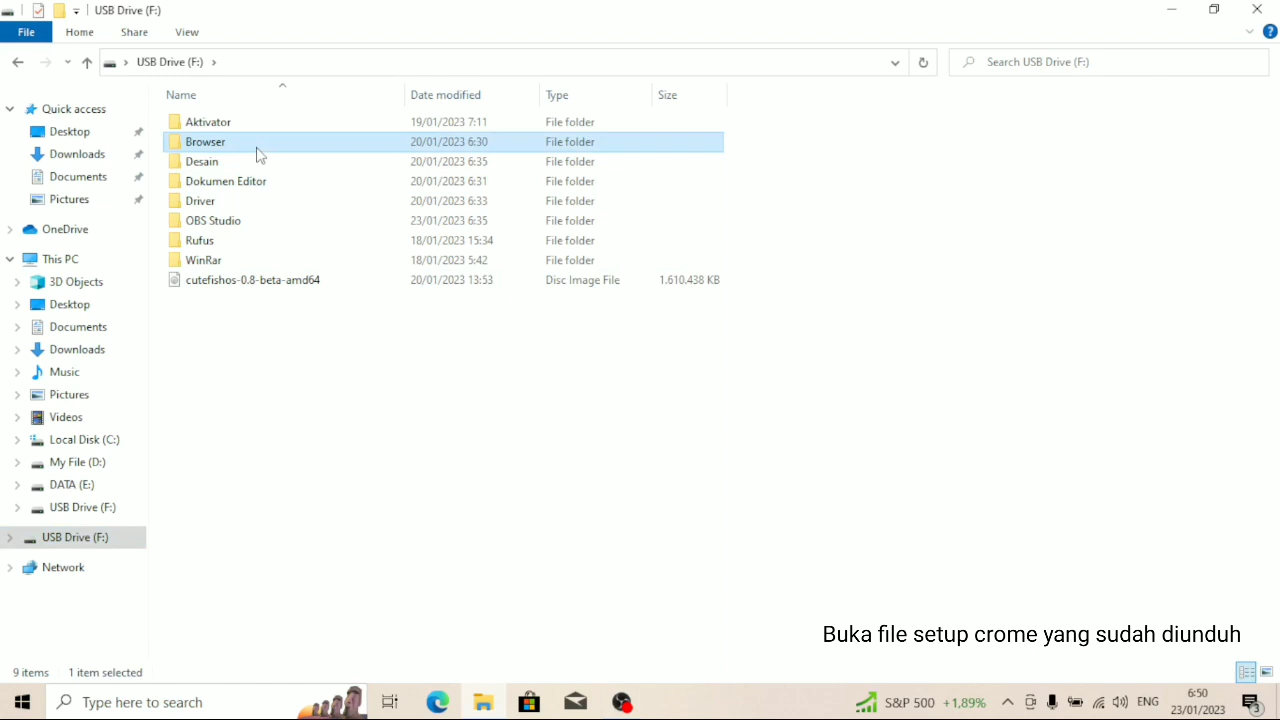 USB Drive (F:)
File Home Share View
USB Drive (F:) Search USB Drive (F:)
Name Date modified Type Size
Quick access
Desktop
Downloads
Documents
Pictures
OneDrive
This PC
3D Objects
Desktop
Documents
Downloads
Music
Pictures
Videos
Local Disk (C:)
My File (D:)
DATA (E:)
USB Drive (F:)
USB Drive (F:)
Network
Aktivator 19/01/2023 7:11 File folder
Browser 20/01/2023 6:30 File folder
Desain 20/01/2023 6:35 File folder
Dokumen Editor 20/01/2023 6:31 File folder
Driver 20/01/2023 6:33 File folder
OBS Studio 23/01/2023 6:35 File folder
Rufus 18/01/2023 15:34 File folder
WinRar 18/01/2023 5:42 File folder
cutefishos-0.8-beta-amd64 20/01/2023 13:53 Disc Image File 1.610.438 KB
Buka file setup crome yang sudah diunduh
9 items 1 item selected
Type here to search S&P 500 +1,89% ENG 6:50
23/01/2023 3